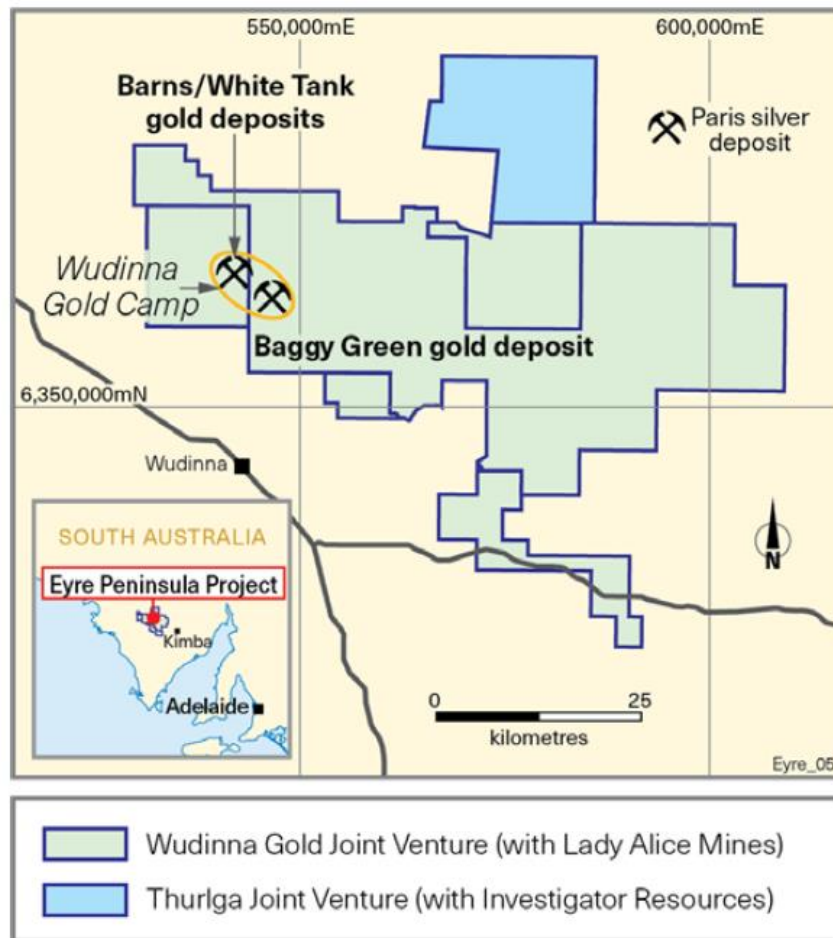 550,000mE
600,000mE
Barns/White Tank
gold deposits
Paris silver
deposit
Wudinna
Gold Camp
Baggy Green gold deposit
6,350,000mN
Wudinna
N
SOUTH AUSTRALIA
Eyre Peninsula Project
Kimba
Adelaide
0 25
kilometres
Eyre_05
Wudinna Gold Joint Venture (with Lady Alice Mines)
Thurlga Joint Venture (with Investigator Resources)